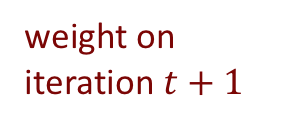 weight on
iteration t + 1